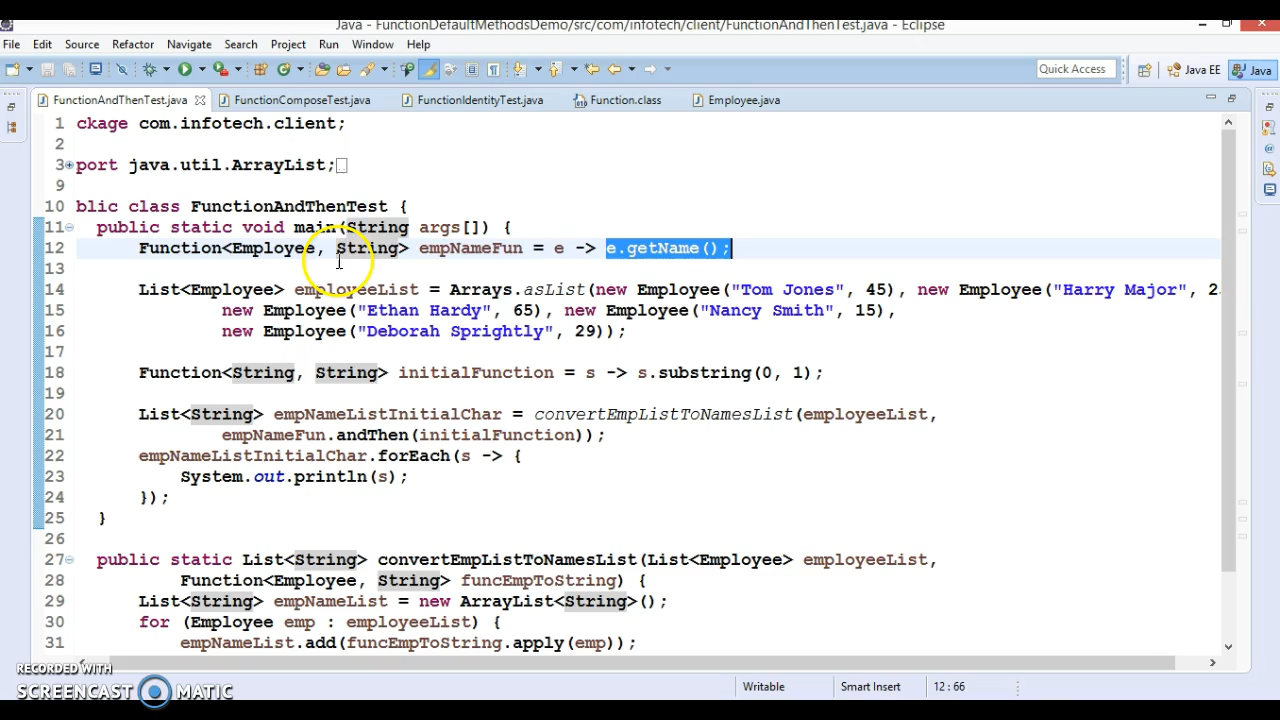 Java - FunctionDefaultMethodsDemo/src/com/infotech/client/FunctionAndThenTest.java - Eclipse
File Edit Source Refactor Navigate Search Project Run Window Help
Quick Access Java EE Java
FunctionAndThenTest.java FunctionComposeTest.java FunctionIdentityTest.java Function.class Employee.java
1 ckage com.infotech.client;
2
3 port java.util.ArrayList;
9
10 blic class FunctionAndThenTest {
11 public static void main(String args[]) {
12 Function<Employee, String> empNameFun = e -> e.getName();
13
14 List<Employee> employeeList = Arrays.asList(new Employee("Tom Jones", 45), new Employee("Harry Major", 2
15 new Employee("Ethan Hardy", 65), new Employee("Nancy Smith", 15),
16 new Employee("Deborah Sprightly", 29));
17
18 Function<String, String> initialFunction = s -> s.substring(0, 1);
19
20 List<String> empNameListInitialChar = convertEmpListToNamesList(employeeList,
21 empNameFun.andThen(initialFunction));
22 empNameListInitialChar.forEach(s -> {
23 System.out.println(s);
24 });
25 }
26
27 public static List<String> convertEmpListToNamesList(List<Employee> employeeList,
28 Function<Employee, String> funcEmpToString) {
29 List<String> empNameList = new ArrayList<String>();
30 for (Employee emp : employeeList) {
31 empNameList.add(funcEmpToString.apply(emp));
RECORDED WITH
SCREENCAST MATIC
Writable Smart Insert 12 : 66